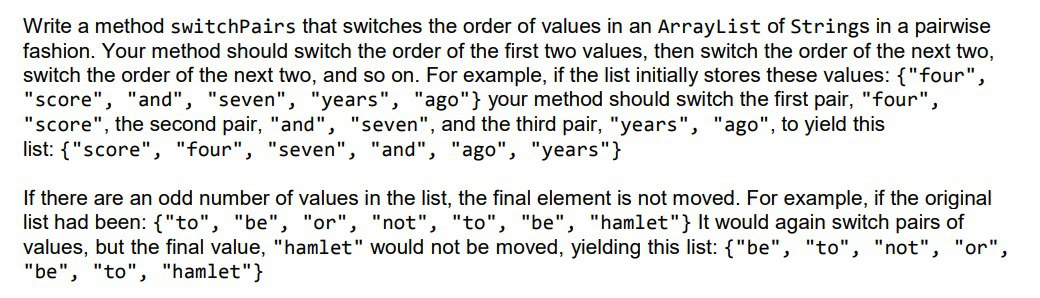 Write a method switchPairs that switches the order of values in an ArrayList of Strings in a pairwise
fashion. Your method should switch the order of the first two values, then switch the order of the next two,
switch the order of the next two, and so on. For example, if the list initially stores these values: {"four",
"score", "and", "seven", "years", "ago"} your method should switch the first pair, "four",
"score", the second pair, "and", "seven", and the third pair, "years", "ago", to yield this
list: {"score", "four", "seven", "and", "ago", "years"}
If there are an odd number of values in the list, the final element is not moved. For example, if the original
list had been: {"to", "be", "or", "not", "to", "be", "hamlet"} It would again switch pairs of
values, but the final value, "hamlet" would not be moved, yielding this list: {"be", "to", "not", "or",
"be", "to", "hamlet"}